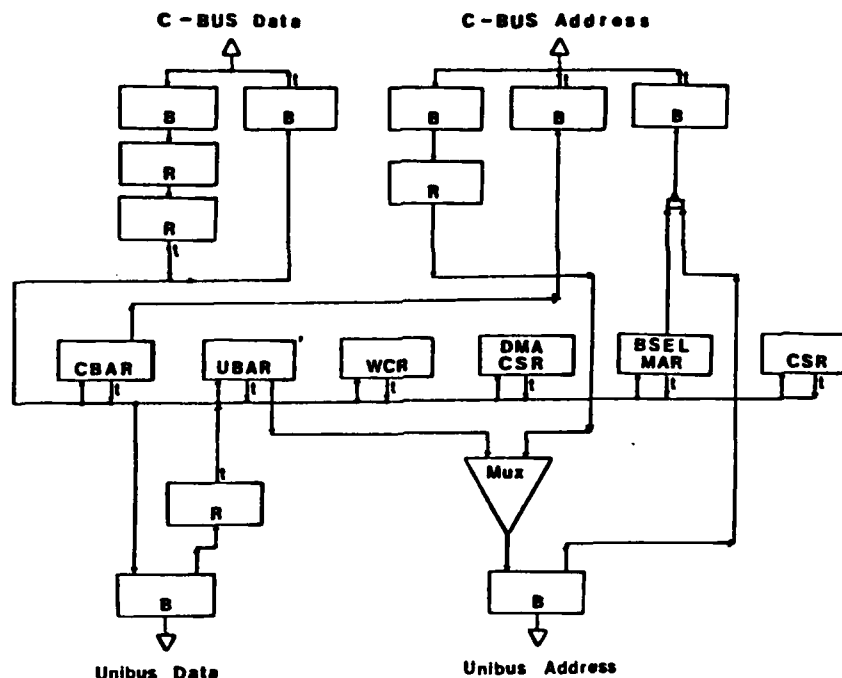 C-BUS Data C-BUS Address
t t t
B B B B B
R R
R
t
CBAR UBAR' WCR DMA CSR BSEL MAR CSR
t t t t t t
Mux
t
R
B B
Unibus Data Unibus Address